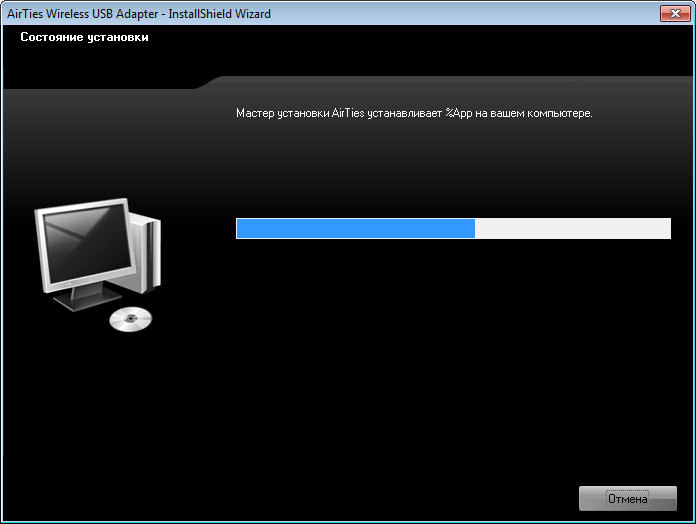 AirTies Wireless USB Adapter - InstallShield Wizard
Состояние установки
Мастер установки AirTies устанавливает %App на вашем компьютере.
Отмена